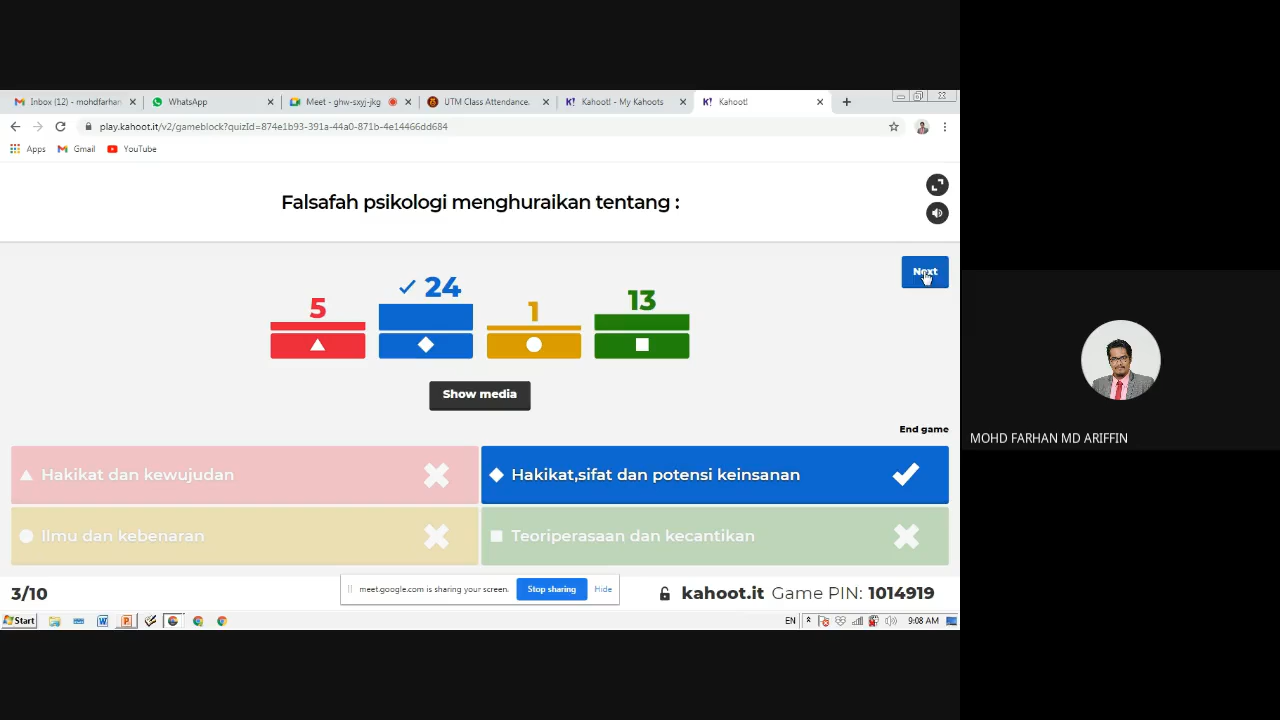 Inbox (12) - mohdfarhan
WhatsApp
Meet - ghw-sxyj-jkg
UTM Class Attendance.
K! Kahoot! - My Kahoots
K! Kahoot!
play.kahoot.it/v2/gameblock?quizId=874e1b93-391a-44a0-871b-4e14466dd684
Apps
Gmail
YouTube
Falsafah psikologi menghuraikan tentang :
Next
5
24
1
13
Show media
End game
Hakikat dan kewujudan
Hakikat,sifat dan potensi keinsanan
Ilmu dan kebenaran
Teoriperasaan dan kecantikan
MOHD FARHAN MD ARIFFIN
3/10
meet.google.com is sharing your screen.
Stop sharing
Hide
kahoot.it Game PIN: 1014919
Start
EN
9:08 AM